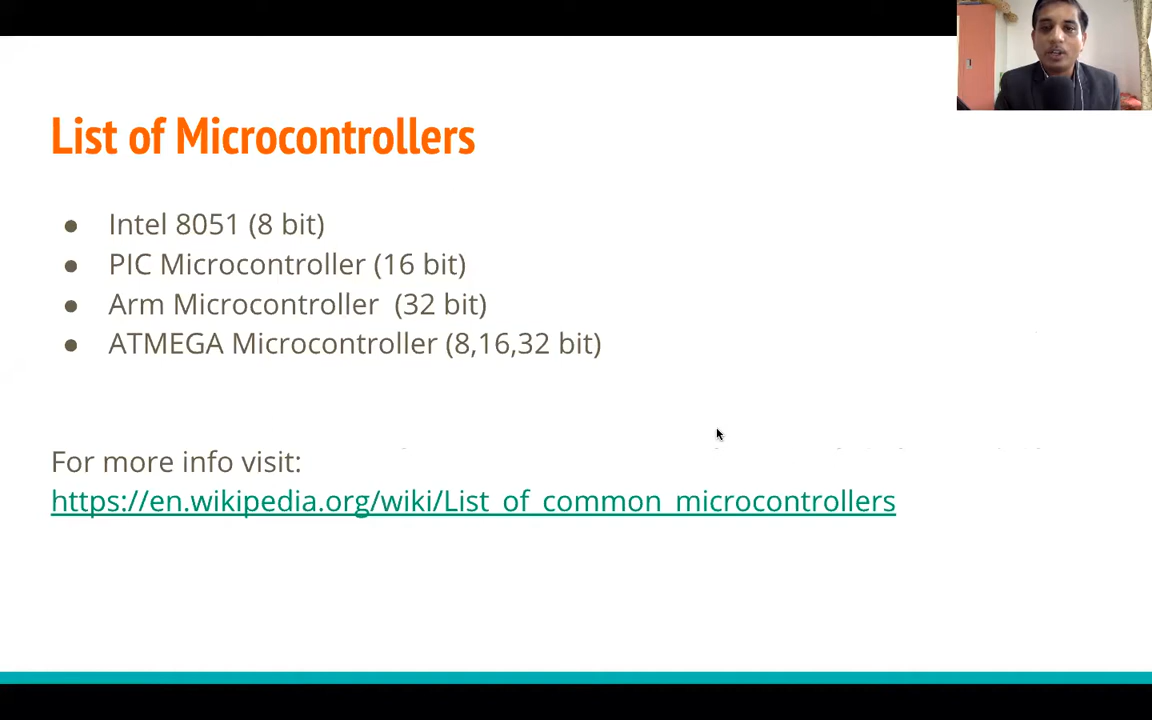 List of Microcontrollers
● Intel 8051 (8 bit)
● PIC Microcontroller (16 bit)
● Arm Microcontroller (32 bit)
● ATMEGA Microcontroller (8,16,32 bit)
For more info visit:
https://en.wikipedia.org/wiki/List_of_common_microcontrollers